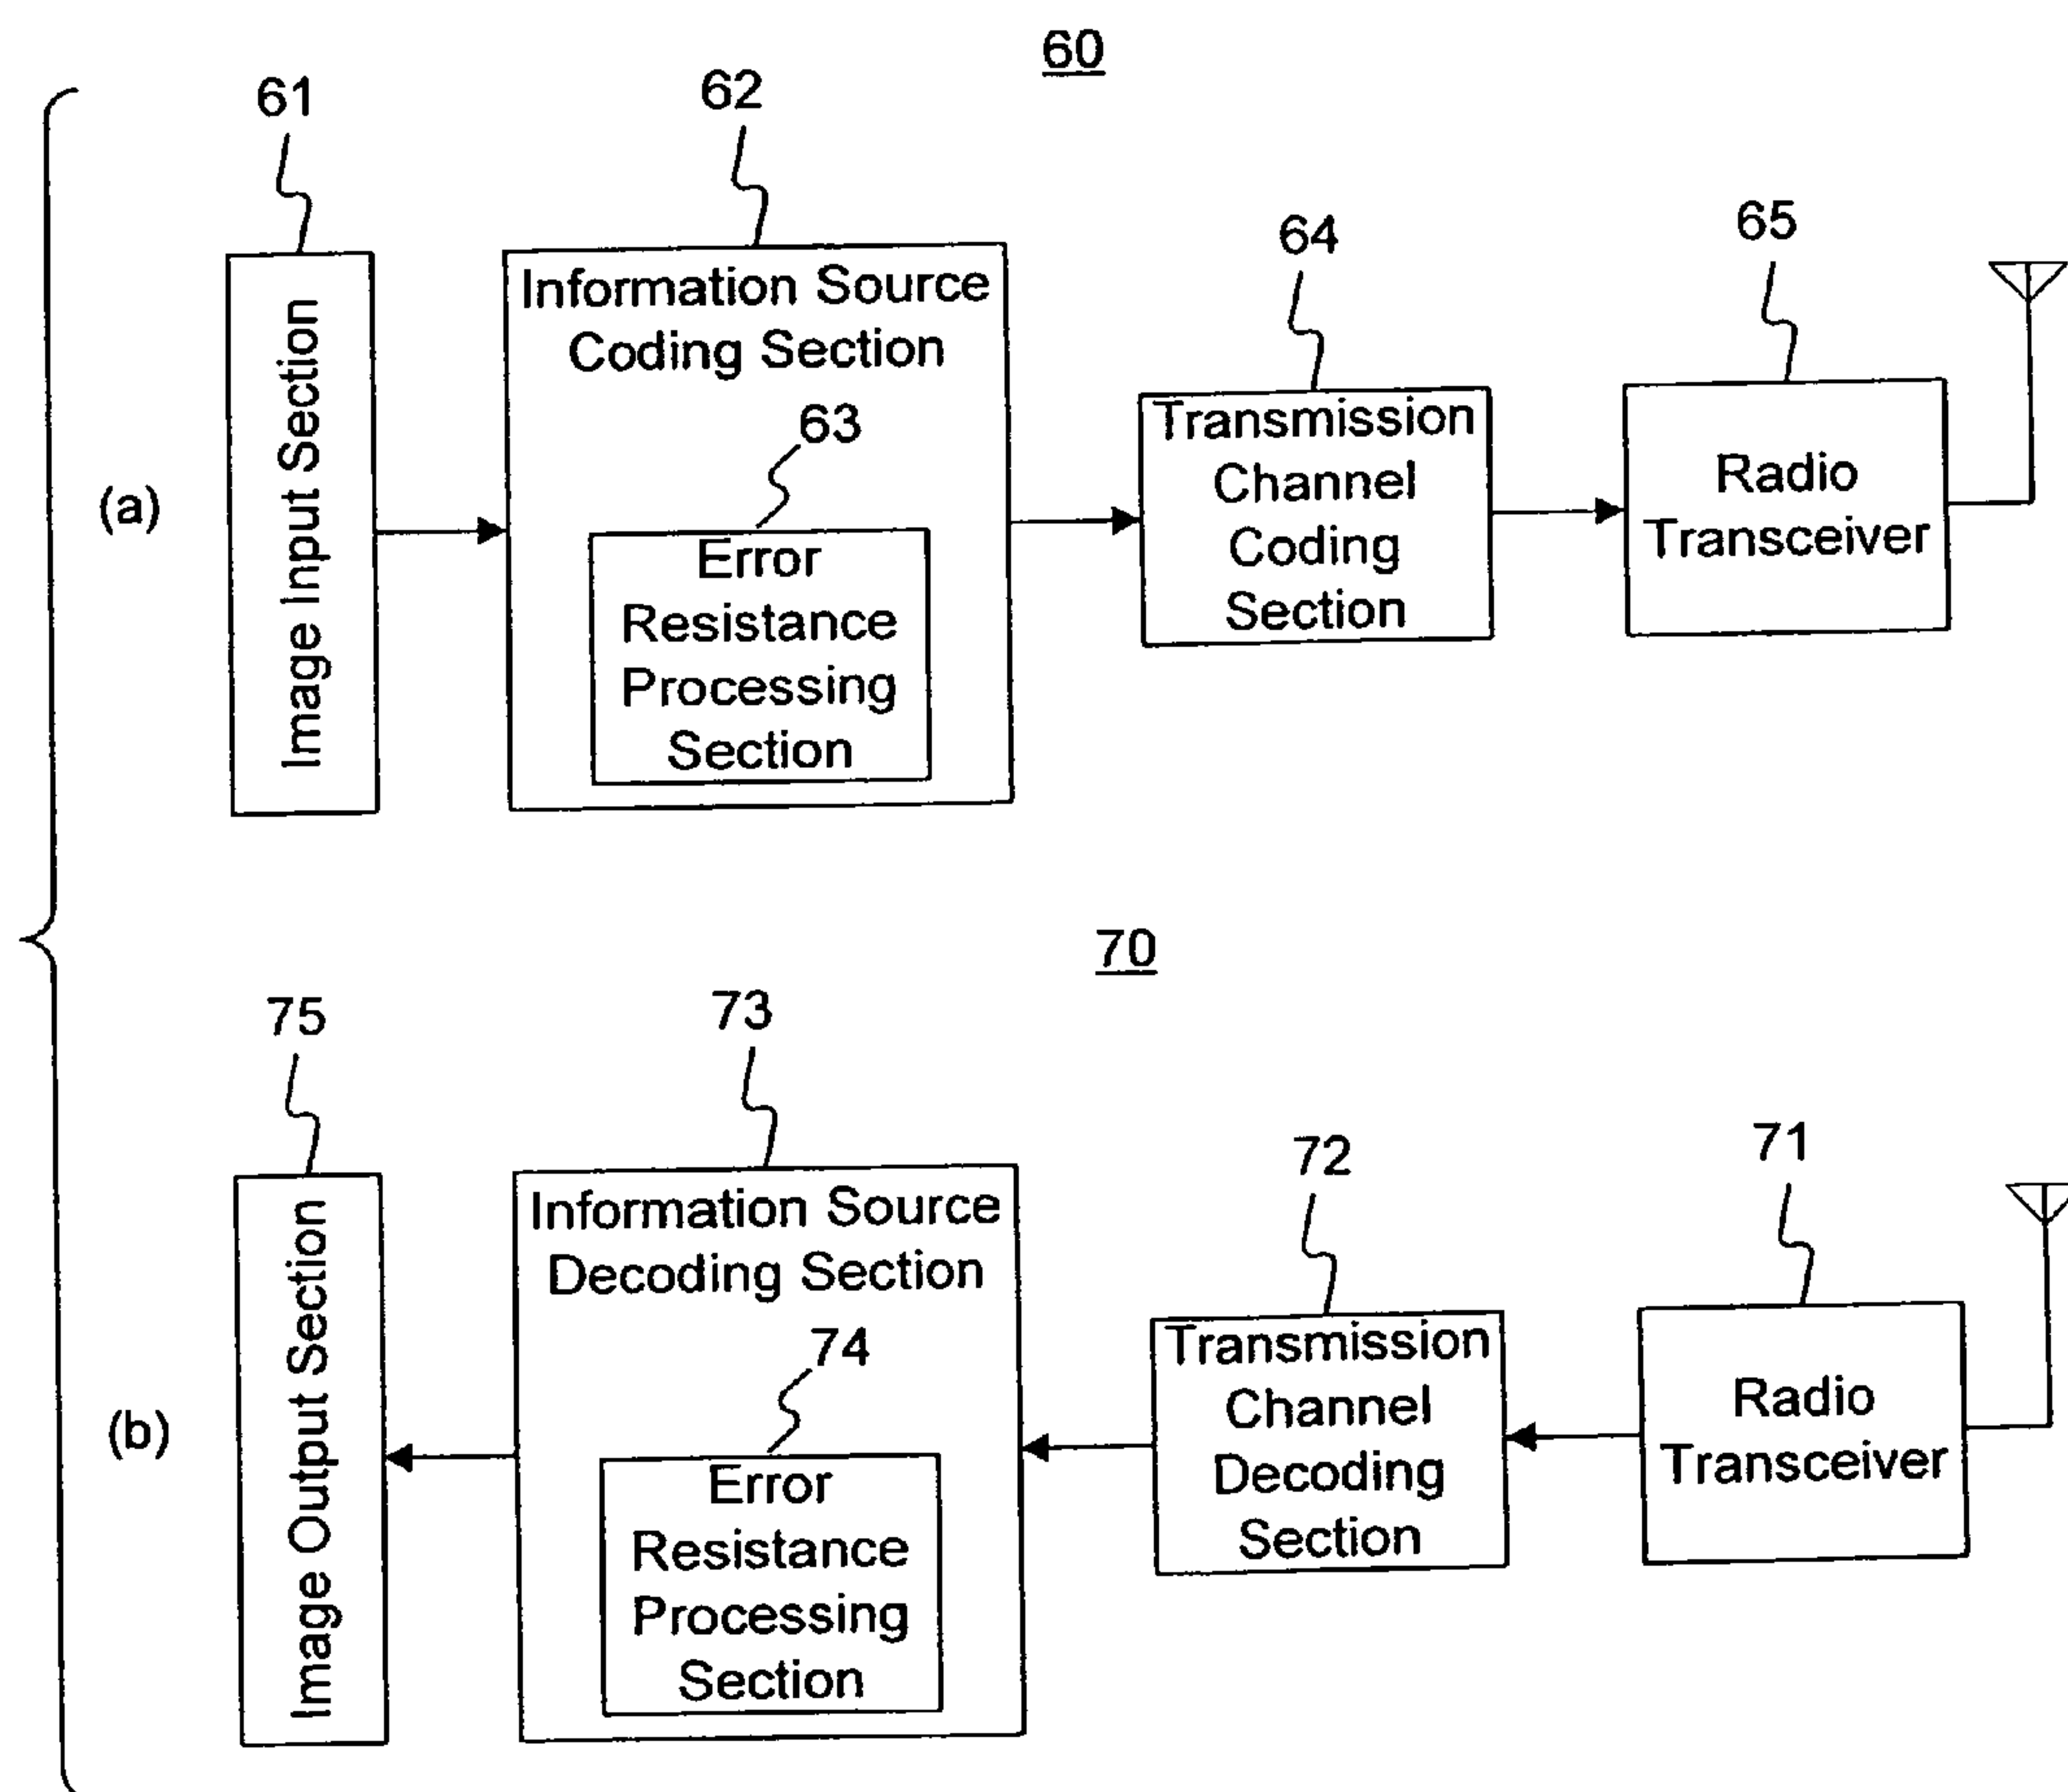 60
61
62
64
65
Information Source
Coding Section
63
Error
Resistance
Processing
Section
Image Input Section
Transmission
Channel
Coding
Section
Radio
Transceiver
(a)
70
75
73
72
71
Information Source
Decoding Section
74
Error
Resistance
Processing
Section
Image Output Section
Transmission
Channel
Decoding
Section
Radio
Transceiver
(b)